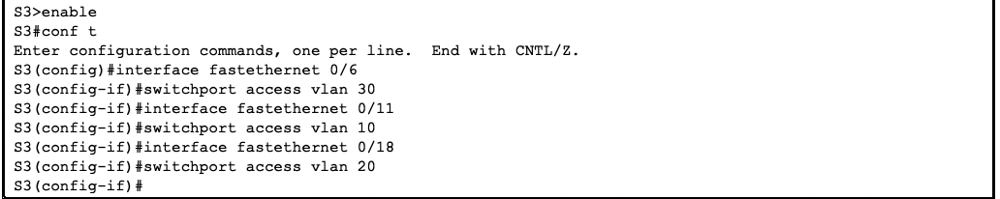 S3>enable
S3#conf t
Enter configuration commands, one per line.  End with CNTL/Z.
S3(config)#interface fastethernet 0/6
S3(config-if)#switchport access vlan 30
S3(config-if)#interface fastethernet 0/11
S3(config-if)#switchport access vlan 10
S3(config-if)#interface fastethernet 0/18
S3(config-if)#switchport access vlan 20
S3(config-if)#